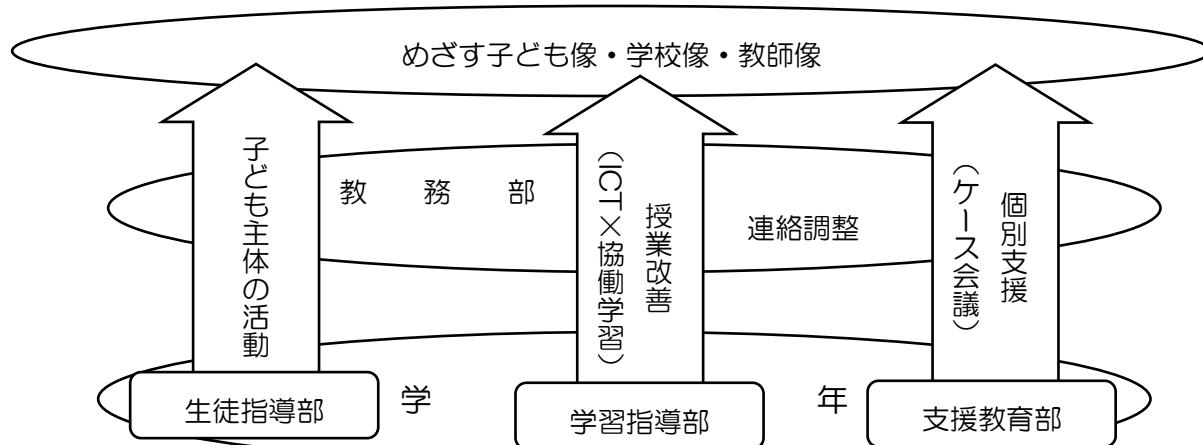 めざす子ども像・学校像・教師像
子ども主体の活動
教務部
授業改善
（ICT×協働学習）
連絡調整
個別支援
（ケース会議）
生徒指導部
学年
学習指導部
支援教育部